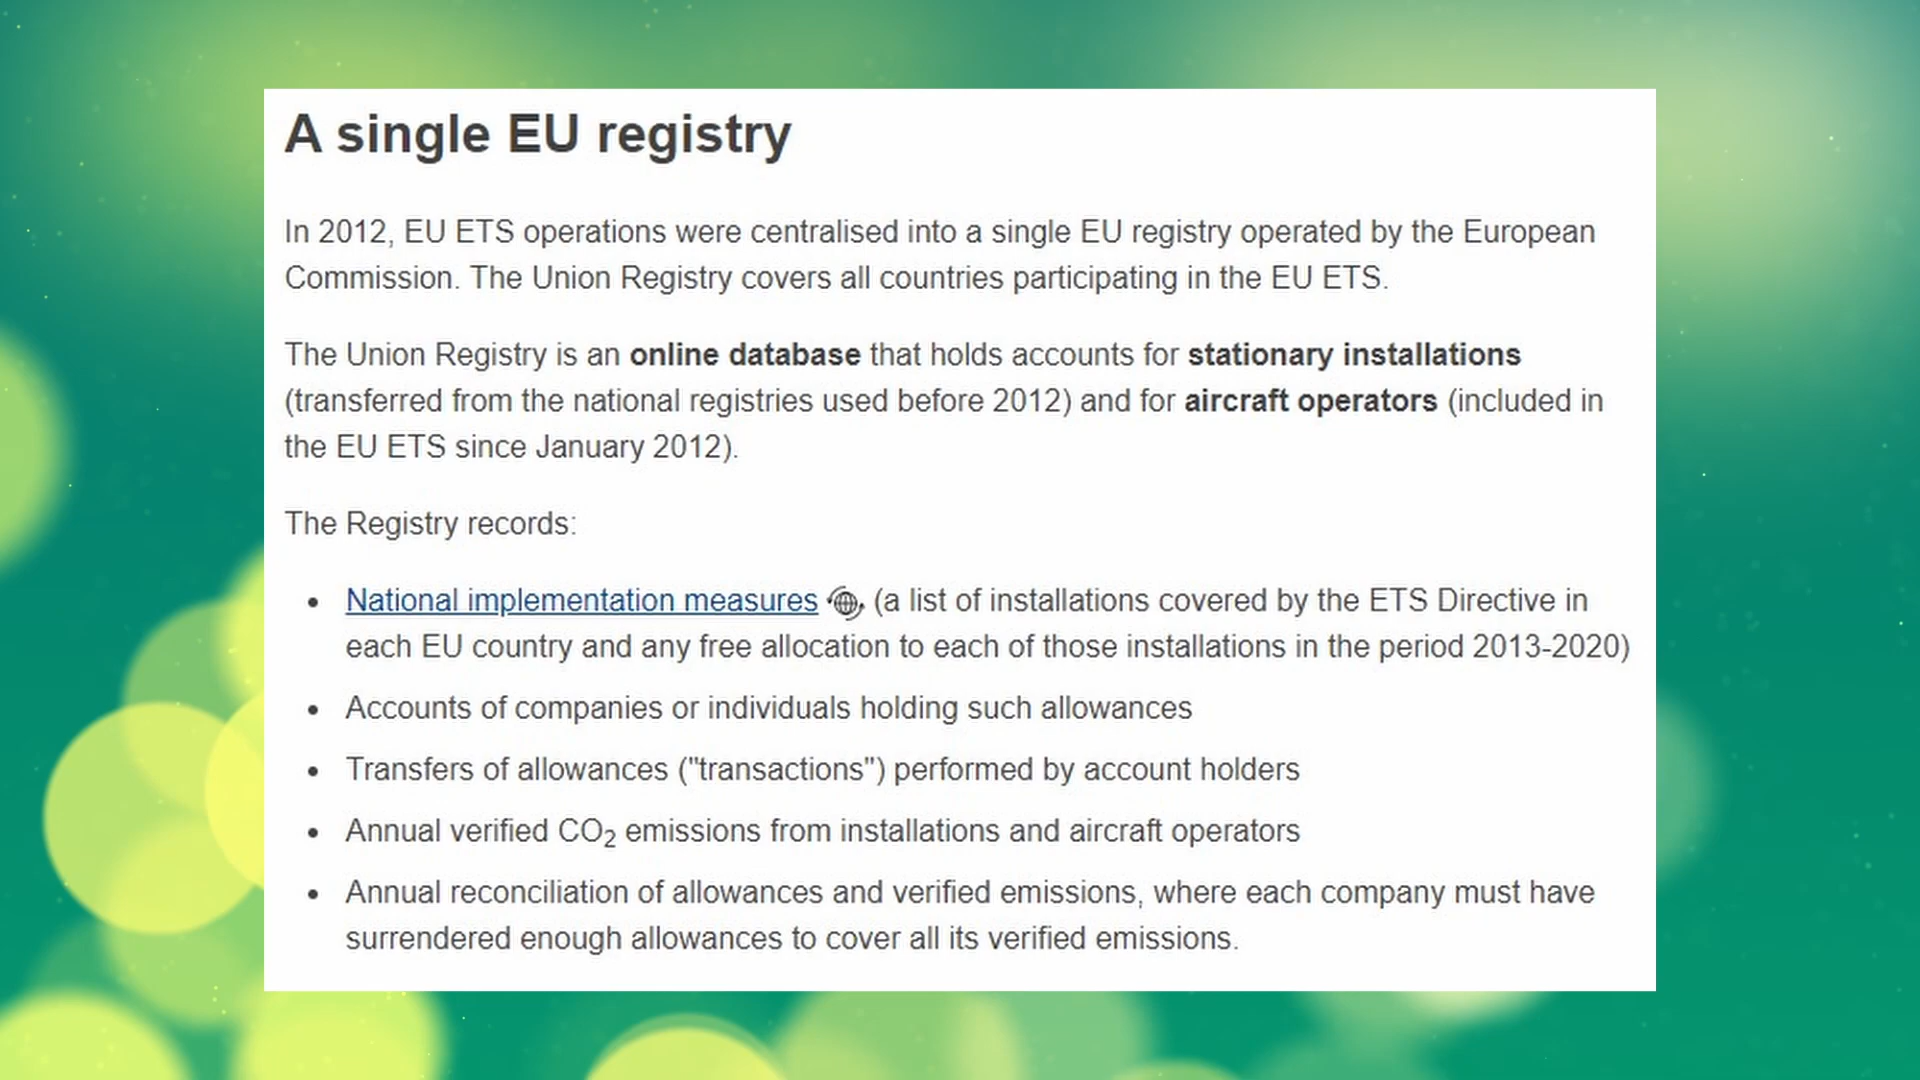 A single EU registry
In 2012, EU ETS operations were centralised into a single EU registry operated by the European
Commission. The Union Registry covers all countries participating in the EU ETS.
The Union Registry is an online database that holds accounts for stationary installations
(transferred from the national registries used before 2012) and for aircraft operators (included in
the EU ETS since January 2012).
The Registry records:
• National implementation measures (a list of installations covered by the ETS Directive in
each EU country and any free allocation to each of those installations in the period 2013-2020)
• Accounts of companies or individuals holding such allowances
• Transfers of allowances ("transactions") performed by account holders
• Annual verified CO₂ emissions from installations and aircraft operators
• Annual reconciliation of allowances and verified emissions, where each company must have
surrendered enough allowances to cover all its verified emissions.